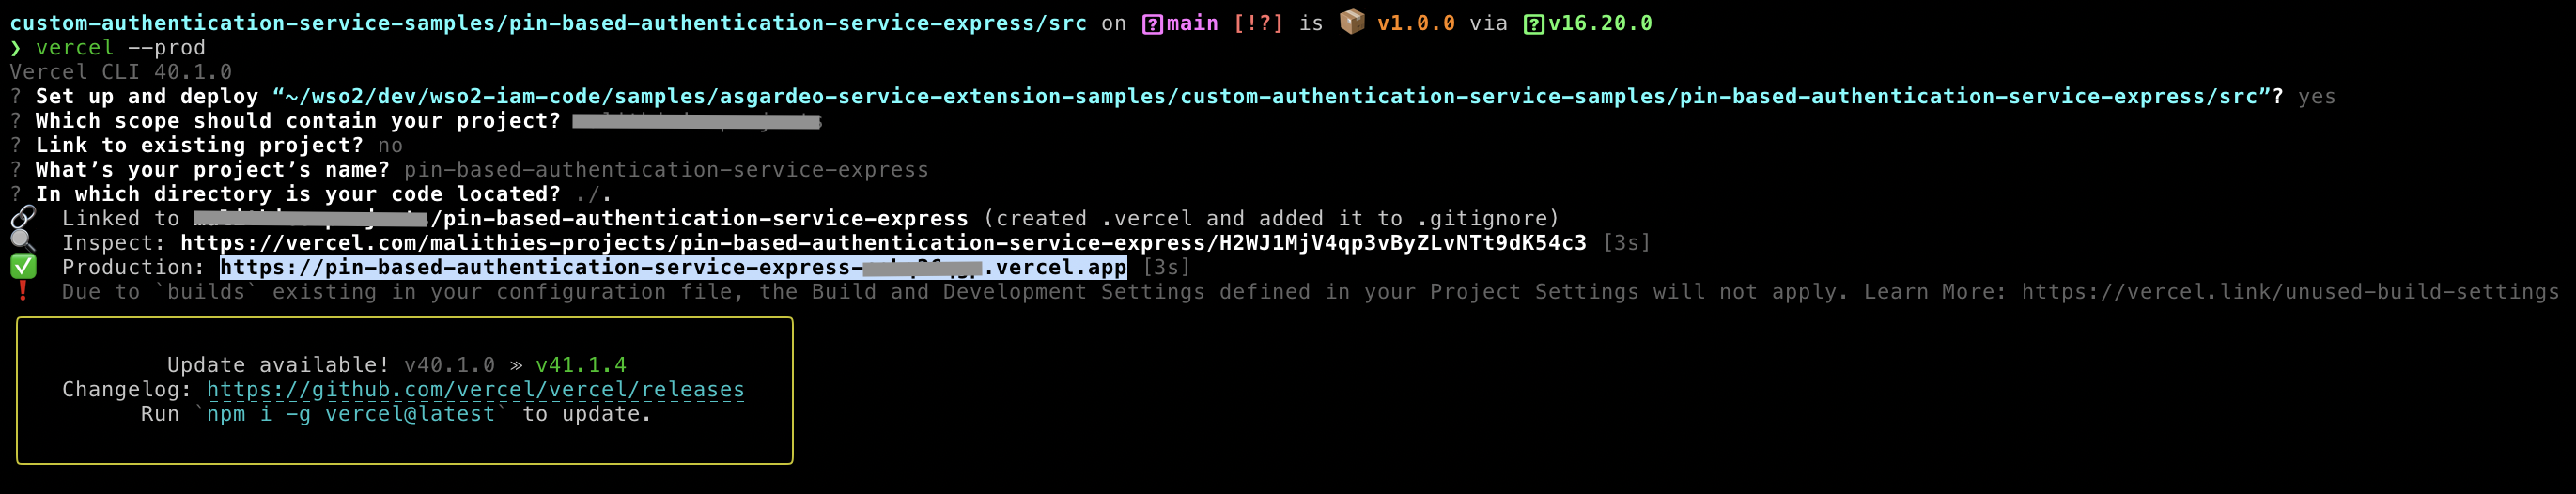 custom-authentication-service-samples/pin-based-authentication-service-express/src on ?main [!?] is 📦 v1.0.0 via ?v16.20.0
❯ vercel --prod
Vercel CLI 40.1.0
? Set up and deploy “~/wso2/dev/wso2-iam-code/samples/asgardeo-service-extension-samples/custom-authentication-service-samples/pin-based-authentication-service-express/src”? yes
? Which scope should contain your project?
? Link to existing project? no
? What’s your project’s name? pin-based-authentication-service-express
? In which directory is your code located? ./.
🔗 Linked to /pin-based-authentication-service-express (created .vercel and added it to .gitignore)
🔍 Inspect: https://vercel.com/malithies-projects/pin-based-authentication-service-express/H2WJ1MjV4qp3vByZLvNTt9dK54c3 [3s]
✅ Production: https://pin-based-authentication-service-express-.vercel.app [3s]
❗ Due to `builds` existing in your configuration file, the Build and Development Settings defined in your Project Settings will not apply. Learn More: https://vercel.link/unused-build-settings
Update available! v40.1.0 ≫ v41.1.4
Changelog: https://github.com/vercel/vercel/releases
Run `npm i -g vercel@latest` to update.